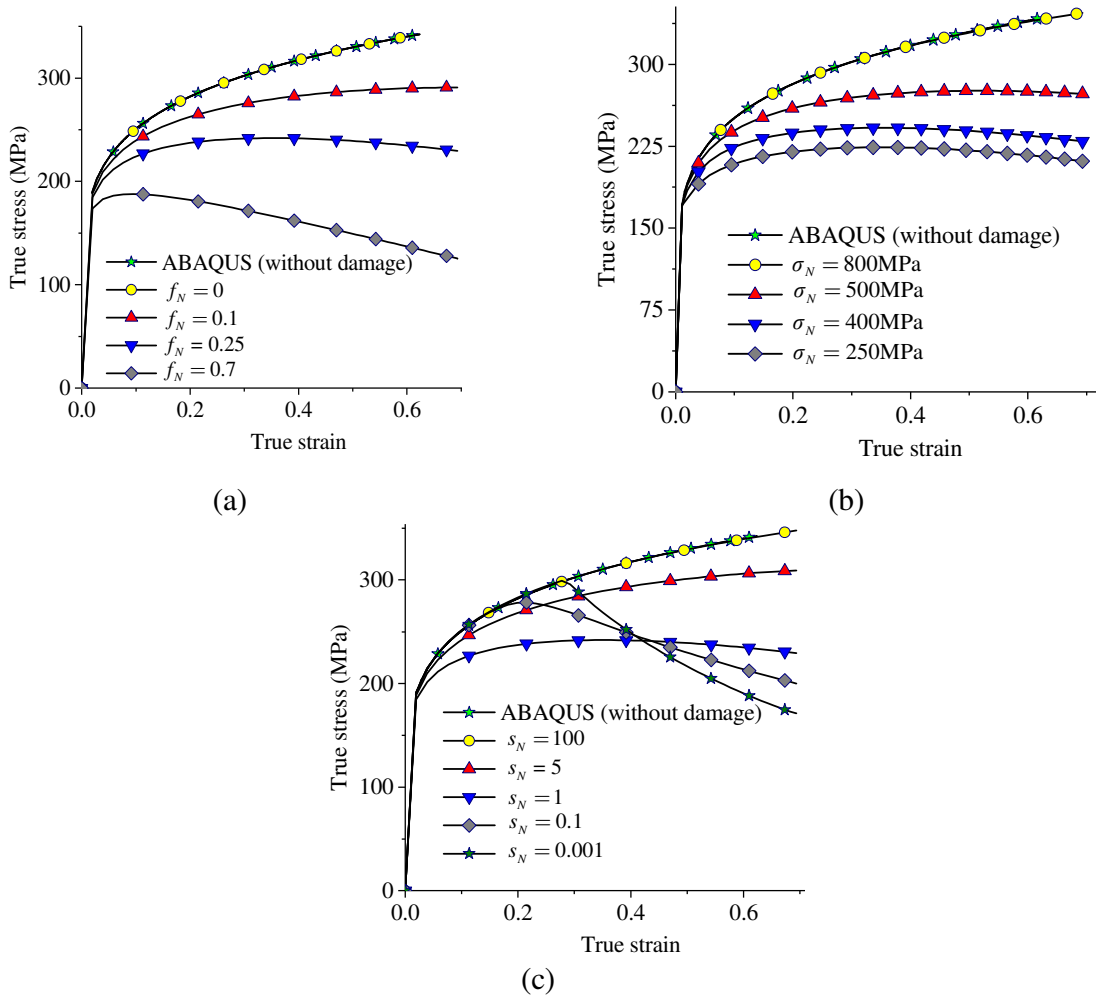 True stress (MPa)
300
200
100
0
ABAQUS (without damage)
f_N = 0
f_N = 0.1
f_N = 0.25
f_N = 0.7
0.0 0.2 0.4 0.6
True strain
(a)
True stress (MPa)
300
225
150
75
0
ABAQUS (without damage)
σ_N = 800MPa
σ_N = 500MPa
σ_N = 400MPa
σ_N = 250MPa
0.0 0.2 0.4 0.6
True strain
(b)
True stress (MPa)
300
200
100
0
ABAQUS (without damage)
s_N = 100
s_N = 5
s_N = 1
s_N = 0.1
s_N = 0.001
0.0 0.2 0.4 0.6
True strain
(c)